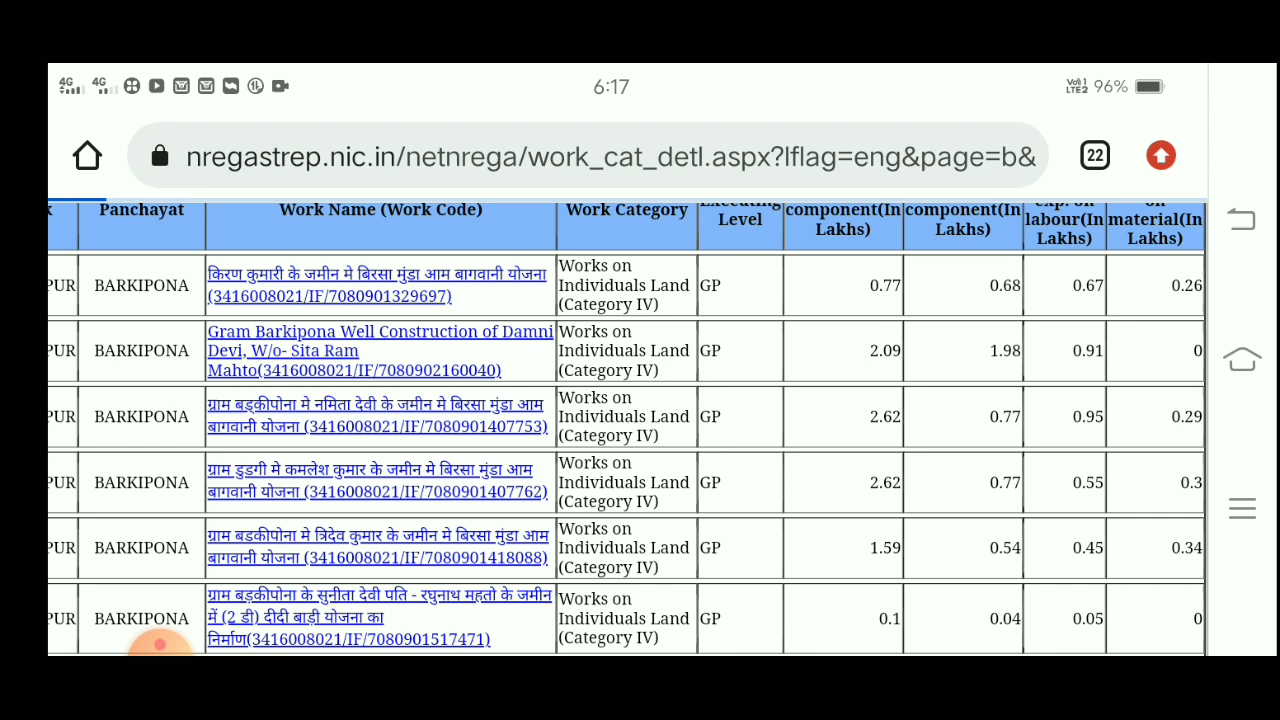 4G 4G 6:17 Vo)) 1 LTE2 96%
nregastrep.nic.in/netnrega/work_cat_detl.aspx?lflag=eng&page=b& 22
Panchayat Work Name (Work Code) Work Category Executing Level component(In Lakhs) component(In Lakhs) exp. on labour(In Lakhs) on material(In Lakhs)
PUR BARKIPONA किरण कुमारी के जमीन मे बिरसा मुंडा आम बागवानी योजना
(3416008021/IF/7080901329697) Works on Individuals Land (Category IV) GP 0.77 0.68 0.67 0.26
PUR BARKIPONA Gram Barkipona Well Construction of Damni
Devi, W/o- Sita Ram
Mahto(3416008021/IF/7080902160040) Works on Individuals Land (Category IV) GP 2.09 1.98 0.91 0
PUR BARKIPONA ग्राम बड़्कीपोना मे नमिता देवी के जमीन मे बिरसा मुंडा आम
बागवानी योजना (3416008021/IF/7080901407753) Works on Individuals Land (Category IV) GP 2.62 0.77 0.95 0.29
PUR BARKIPONA ग्राम डुडगी मे कमलेश कुमार के जमीन मे बिरसा मुंडा आम
बागवानी योजना (3416008021/IF/7080901407762) Works on Individuals Land (Category IV) GP 2.62 0.77 0.55 0.3
PUR BARKIPONA ग्राम बडकीपोना मे त्रिदेव कुमार के जमीन मे बिरसा मुंडा आम
बागवानी योजना (3416008021/IF/7080901418088) Works on Individuals Land (Category IV) GP 1.59 0.54 0.45 0.34
PUR BARKIPONA ग्राम बड़कीपोना के सुनीता देवी पति - रघुनाथ महतो के जमीन
में (2 डी) दीदी बाड़ी योजना का
निर्माण(3416008021/IF/7080901517471) Works on Individuals Land (Category IV) GP 0.1 0.04 0.05 0